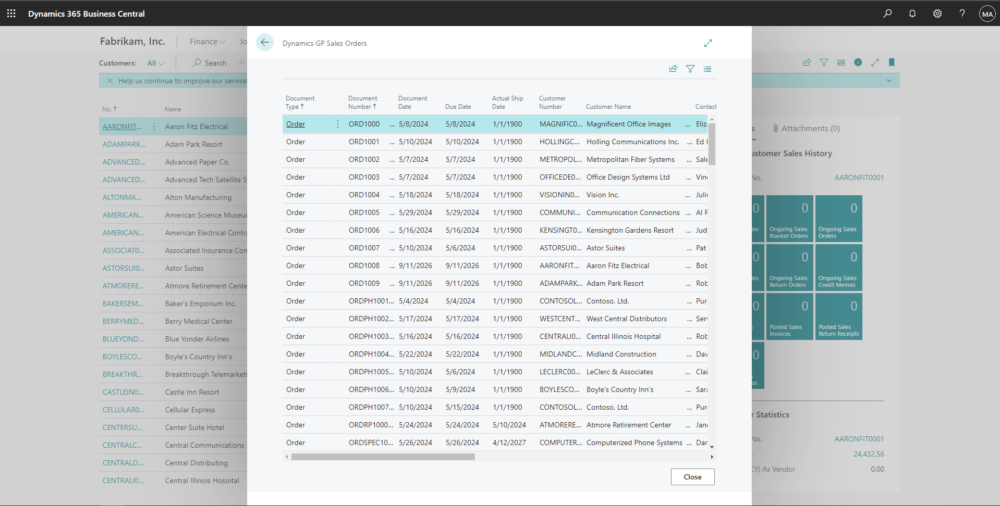 Dynamics 365 Business Central
MA
Fabrikam, Inc. Finance Jo
Customers: All Search
Help us continue to improve our service
No. ↑ Name
AARONFIT... Aaron Fitz Electrical
ADAMPARK... Adam Park Resort
ADVANCED... Advanced Paper Co.
ADVANCED... Advanced Tech Satellite S
ALTONMA... Alton Manufacturing
AMERICAN... American Science Museu
AMERICAN... American Electrical Contra
ASSOCIAT0... Associated Insurance Con
ASTORSUI0... Astor Suites
ATMORERE... Atmore Retirement Cente
BAKERSEM... Baker's Emporium Inc.
BERRYMED... Berry Medical Center
BLUEYOND... Blue Yonder Airlines
BOYLESCO... Boyle's Country Inn's
BREAKTHR... Breakthrough Telemarketi
CASTLEIN0... Castle Inn Resort
CELLULAR0... Cellular Express
CENTERSU... Center Suite Hotel
CENTRALC... Central Communications
CENTRALD... Central Distributing
CENTRALI0... Central Illinois Hospital
Dynamics GP Sales Orders
Document Type ↑ Document Number ↑ Document Date Due Date Actual Ship Date Customer Number Customer Name Contact
Order ORD1000 ... 5/8/2024 5/8/2024 1/1/1900 MAGNIFIC0... Magnificent Office Images ... Eliza
Order ORD1001 ... 5/10/2024 5/10/2024 1/1/1900 HOLLINGC... Holling Communications Inc. ... Ed
Order ORD1002 ... 5/7/2024 5/7/2024 1/1/1900 METROPOL... Metropolitan Fiber Systems ... Sale
Order ORD1003 ... 5/7/2024 5/7/2024 1/1/1900 OFFICEDE0... Office Design Systems Ltd ... Vinc
Order ORD1004 ... 5/18/2024 5/18/2024 1/1/1900 VISIONIN0... Vision Inc. ... Juli
Order ORD1005 ... 5/29/2024 5/29/2024 1/1/1900 COMMUNI... Communication Connections ... Al R
Order ORD1006 ... 5/16/2024 5/16/2024 1/1/1900 KENSINGT0... Kensington Gardens Resort ... Jud
Order ORD1007 ... 5/10/2024 5/6/2024 1/1/1900 ASTORSUI0... Astor Suites ... Pat
Order ORD1008 ... 9/11/2026 9/11/2026 1/1/1900 AARONFIT... Aaron Fitz Electrical ... Bob
Order ORD1009 ... 9/11/2026 9/11/2026 1/1/1900 ADAMPARK... Adam Park Resort ... Rob
Order ORDPH1001... 5/4/2024 5/4/2024 1/1/1900 CONTOSOL... Contoso, Ltd. ... Pur
Order ORDPH1002... 5/17/2024 5/17/2024 1/1/1900 WESTCENT... West Central Distributors ... Serv
Order ORDPH1003... 5/16/2024 5/16/2024 1/1/1900 CENTRALI0... Central Illinois Hospital ... Rob
Order ORDPH1004... 5/22/2024 5/22/2024 1/1/1900 MIDLANDC... Midland Construction ... Dav
Order ORDPH1005... 5/10/2024 5/6/2024 1/1/1900 LECLERC00... LeClerc & Associates ... Clai
Order ORDPH1006... 5/10/2024 5/9/2024 1/1/1900 BOYLESCO... Boyle's Country Inn's ... Sara
Order ORDPH1007... 5/10/2024 5/15/2024 1/1/1900 CONTOSOL... Contoso, Ltd. ... Pur
Order ORDRP1000... 5/24/2024 5/24/2024 5/10/2024 ATMORERE... Atmore Retirement Center ... Jan
Order ORDSPEC10... 5/26/2024 5/26/2024 4/12/2027 COMPUTER... Computerized Phone Systems ... Dar
Close
s Attachments (0)
ustomer Sales History
No. AARONFIT0001
0 0 0
les Ongoing Sales Blanket Orders Ongoing Sales Orders
0 0 0
les Ongoing Sales Return Orders Ongoing Sales Credit Memos
0 0 0
s Posted Sales Invoices Posted Sales Return Receipts
0
s
os
r Statistics
No. AARONFIT0001
) 24,432.56
CY) As Vendor 0.00